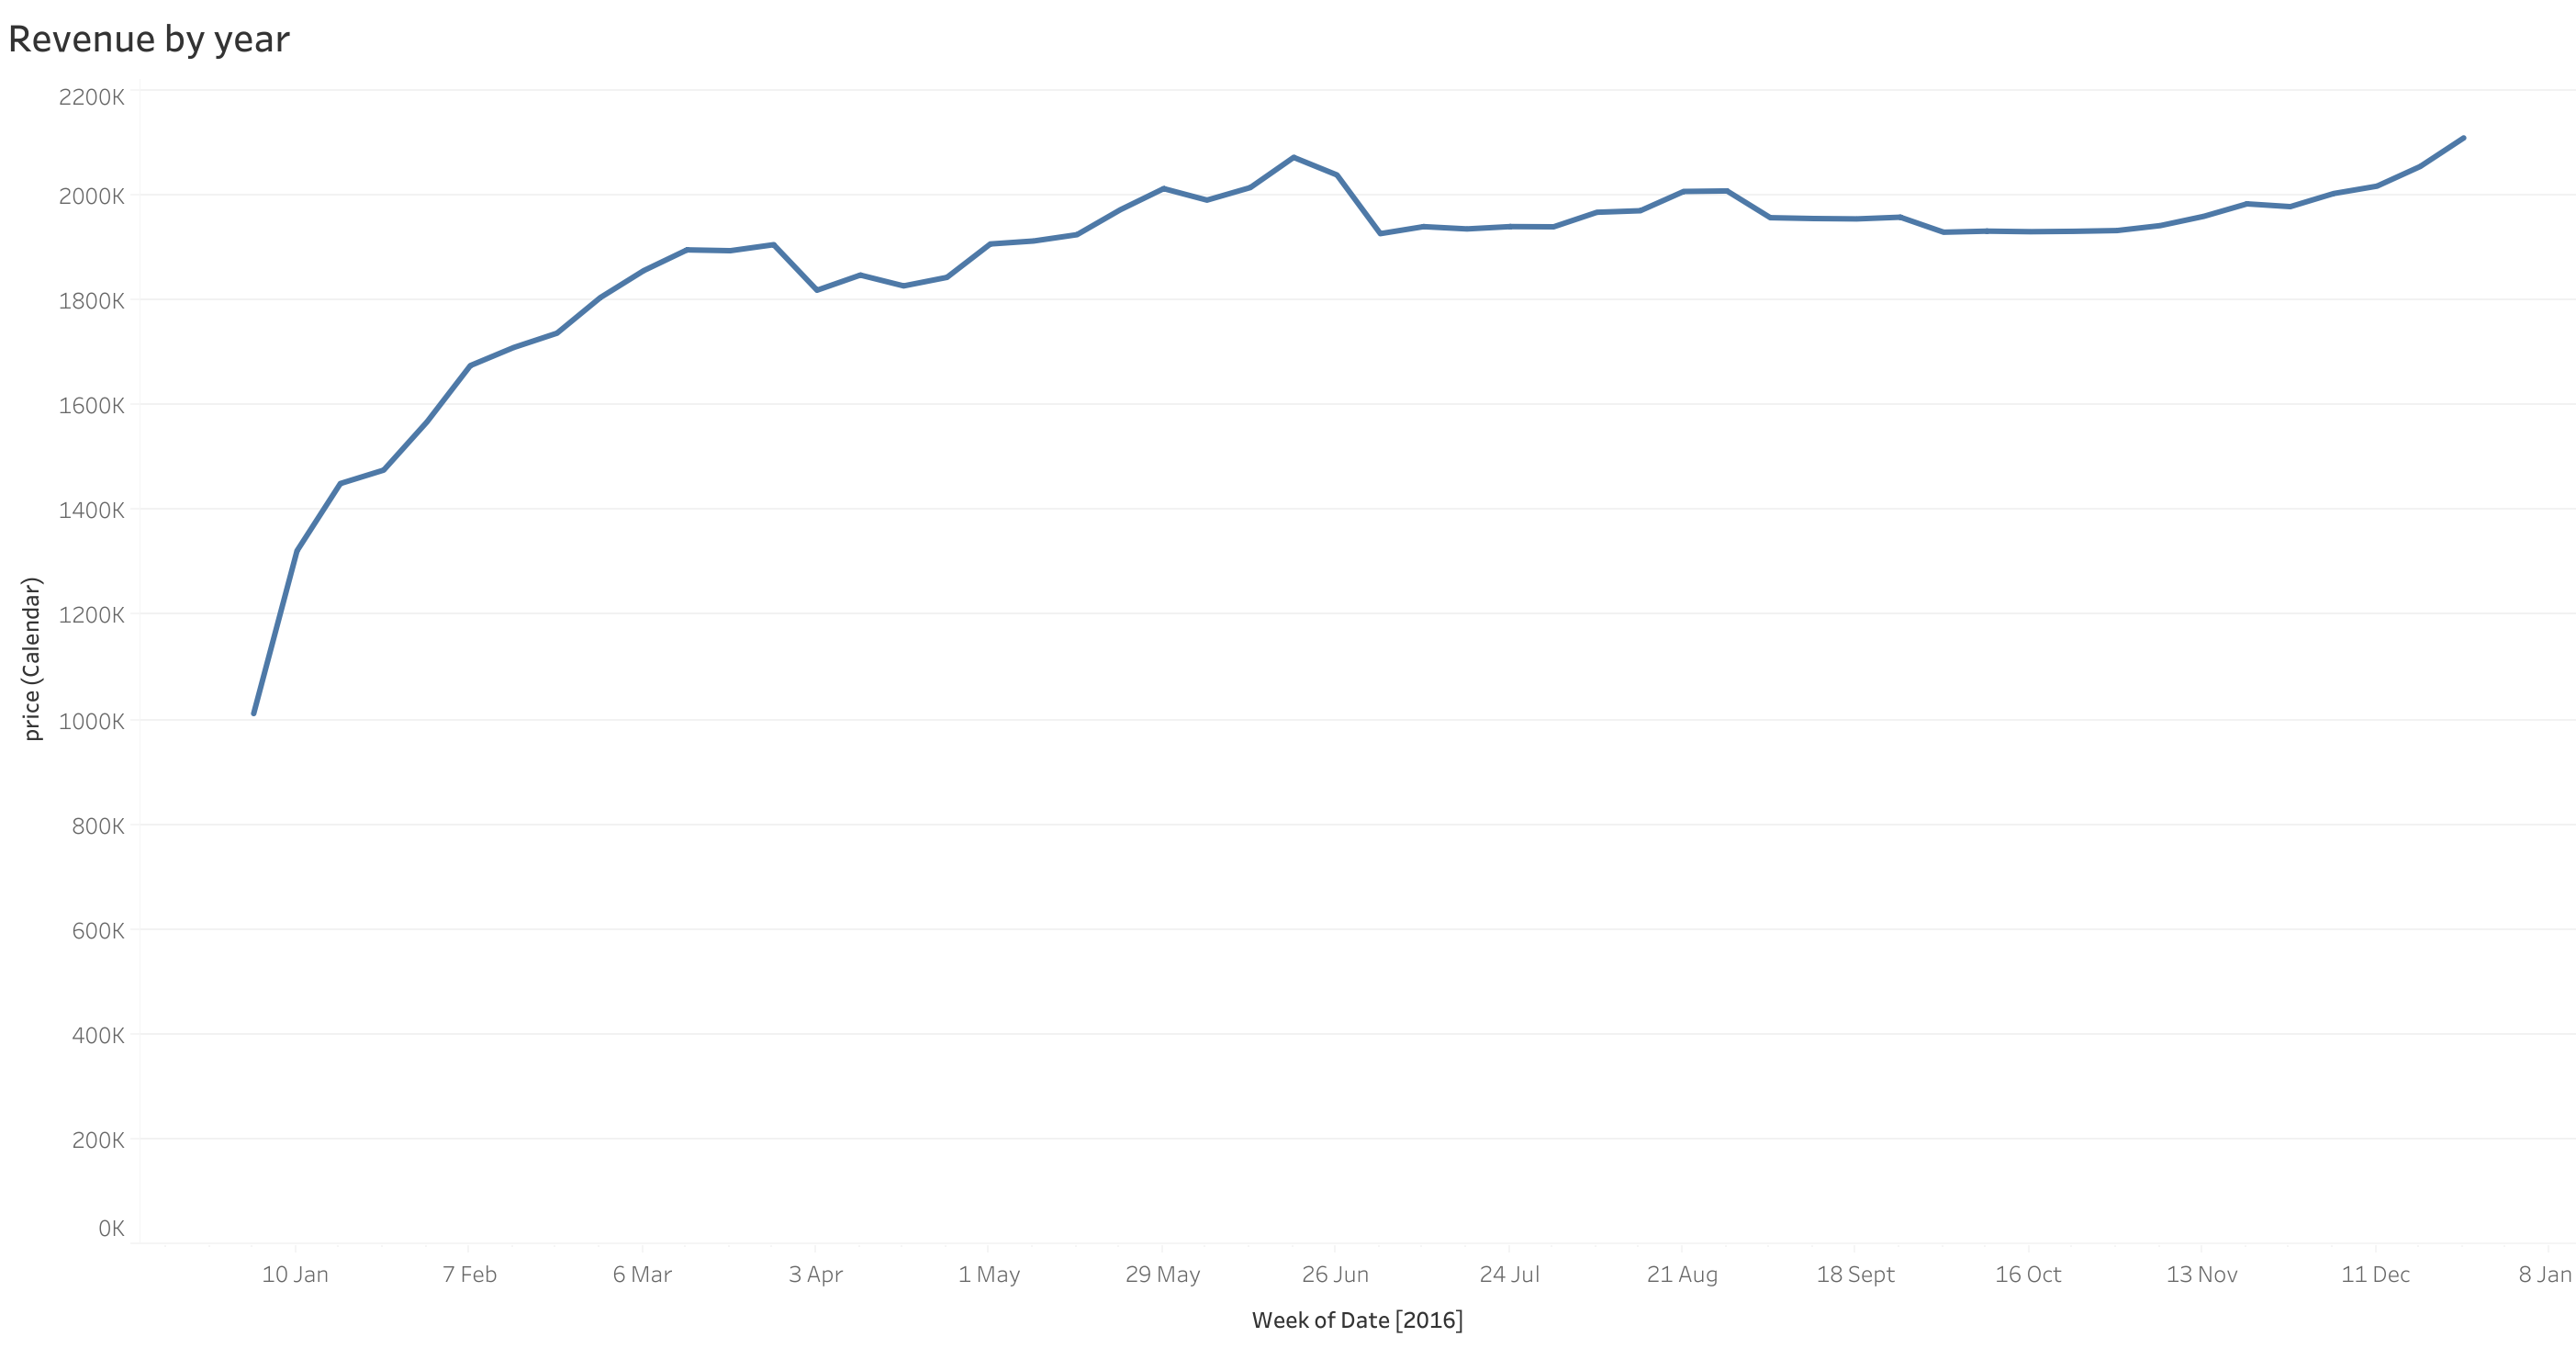 Revenue by year
2200K
2000K
1800K
1600K
1400K
1200K
1000K
800K
600K
400K
200K
0K
price (Calendar)
10 Jan 7 Feb 6 Mar 3 Apr 1 May 29 May 26 Jun 24 Jul 21 Aug 18 Sept 16 Oct 13 Nov 11 Dec 8 Jan
Week of Date [2016]